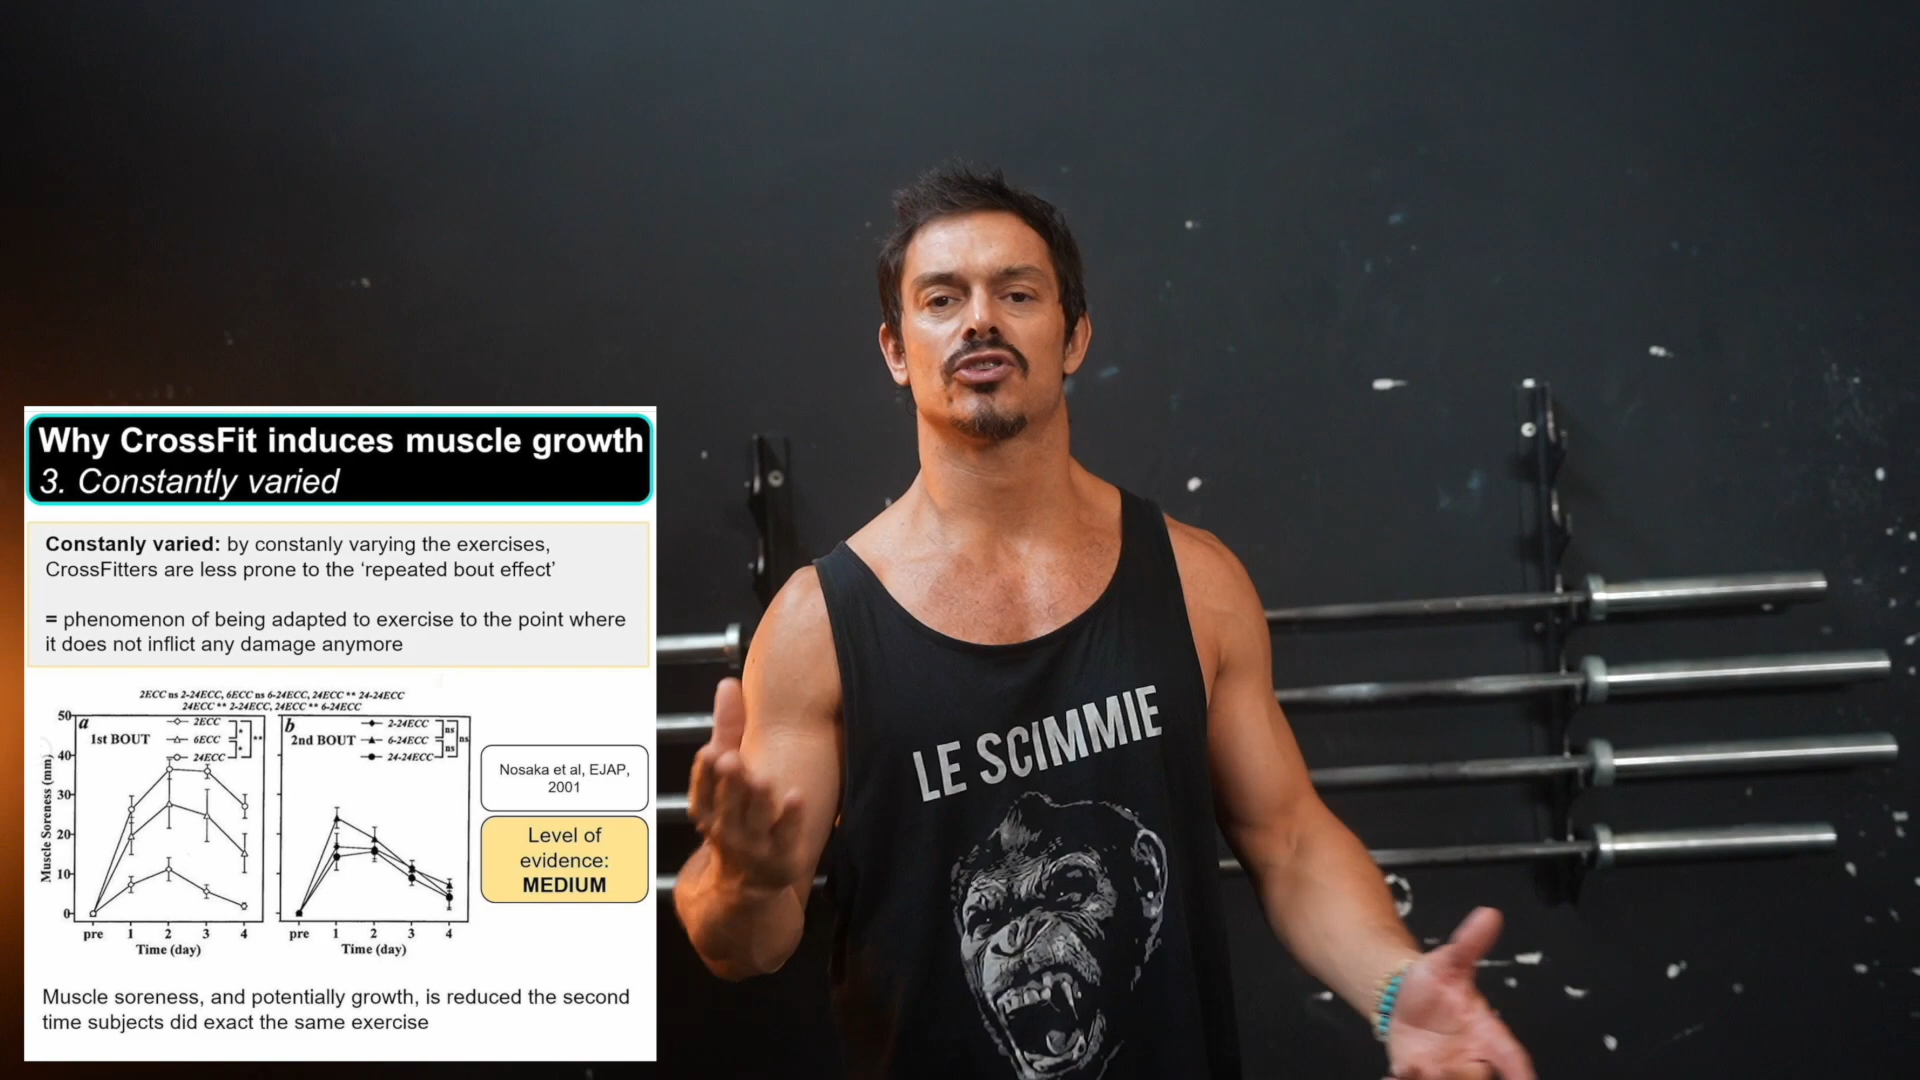 Why CrossFit induces muscle growth
3. Constantly varied
Constanly varied: by constanly varying the exercises,
CrossFitters are less prone to the ‘repeated bout effect’
= phenomenon of being adapted to exercise to the point where
it does not inflict any damage anymore
2ECC ns 2-24ECC, 6ECC ns 6-24ECC, 24ECC ** 24-24ECC
24ECC ** 2-24ECC, 24ECC ** 6-24ECC
50
40
30
20
10
0
Muscle Soreness (mm)
a
1st BOUT
2ECC
6ECC
24ECC
*
*
**
pre 1 2 3 4
Time (day)
b
2nd BOUT
2-24ECC
6-24ECC
24-24ECC
ns
ns
ns
pre 1 2 3 4
Time (day)
Nosaka et al, EJAP,
2001
Level of
evidence:
MEDIUM
Muscle soreness, and potentially growth, is reduced the second
time subjects did exact the same exercise
LE SCIMMIE